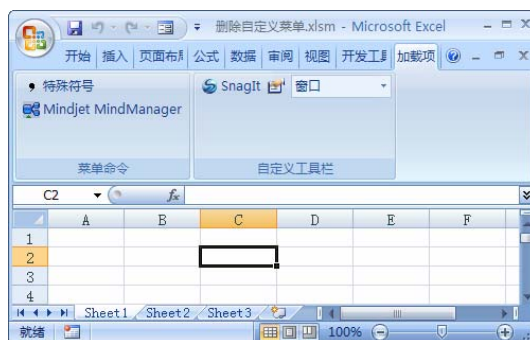 删除自定义菜单.xlsm - Microsoft Excel
开始 插入 页面布局 公式 数据 审阅 视图 开发工具 加载项
特殊符号 SnagIt 窗口
Mindjet MindManager
菜单命令 自定义工具栏
C2 fx
A B C D E F
1
2
3
4
Sheet1 Sheet2 Sheet3
就绪 100%